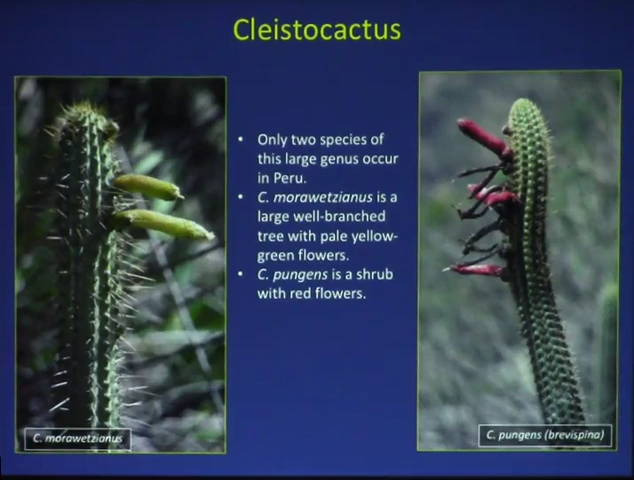 Cleistocactus
• Only two species of
this large genus occur
in Peru.
• C. morawetzianus is a
large well-branched
tree with pale yellow-
green flowers.
• C. pungens is a shrub
with red flowers.
C. morawetzianus
C. pungens (brevispina)